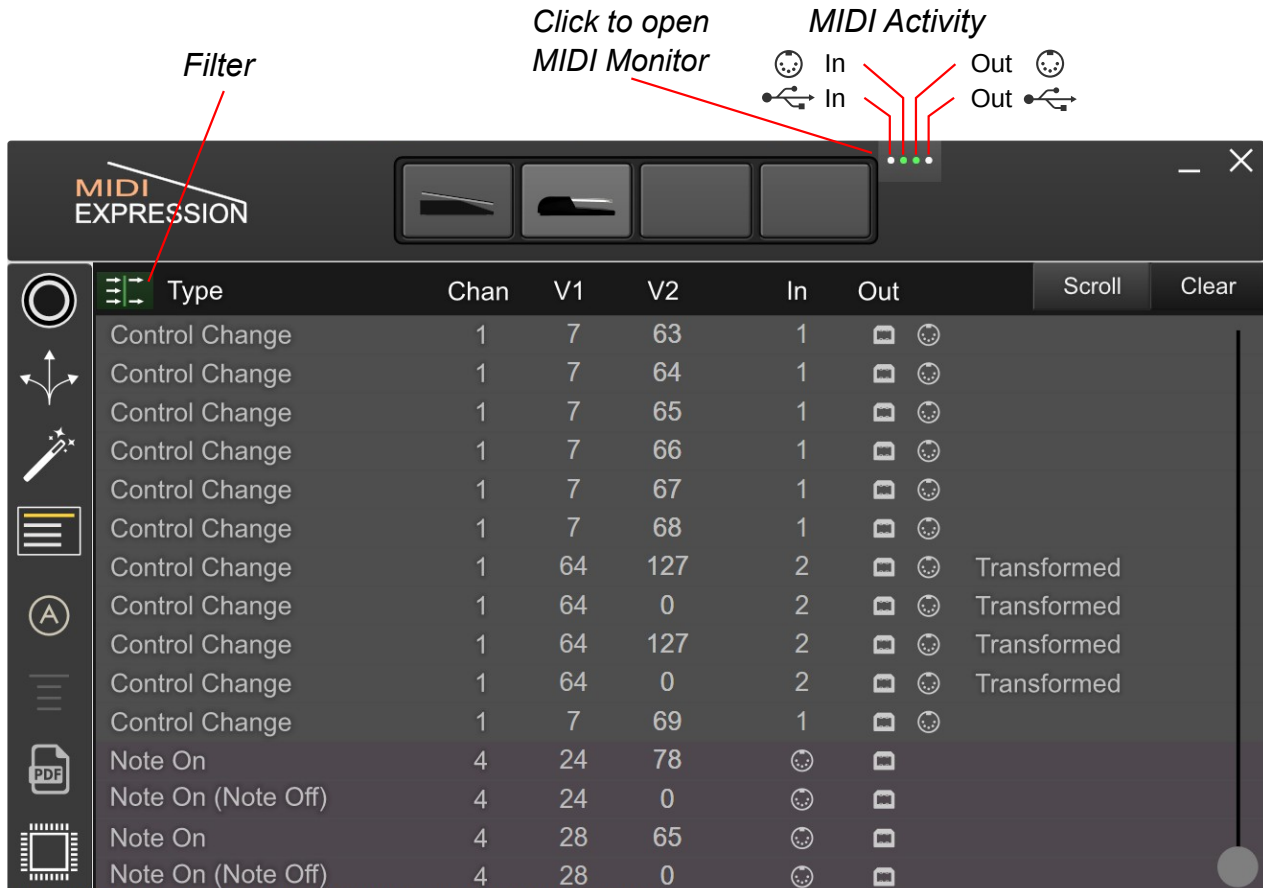 Click to open MIDI Activity
Filter MIDI Monitor In Out
In Out
MIDI
EXPRESSION
Type Chan V1 V2 In Out Scroll Clear
Control Change 1 7 63 1
Control Change 1 7 64 1
Control Change 1 7 65 1
Control Change 1 7 66 1
Control Change 1 7 67 1
Control Change 1 7 68 1
Control Change 1 64 127 2 Transformed
Control Change 1 64 0 2 Transformed
Control Change 1 64 127 2 Transformed
Control Change 1 64 0 2 Transformed
Control Change 1 7 69 1
Note On 4 24 78
Note On (Note Off) 4 24 0
Note On 4 28 65
Note On (Note Off) 4 28 0
A
PDF